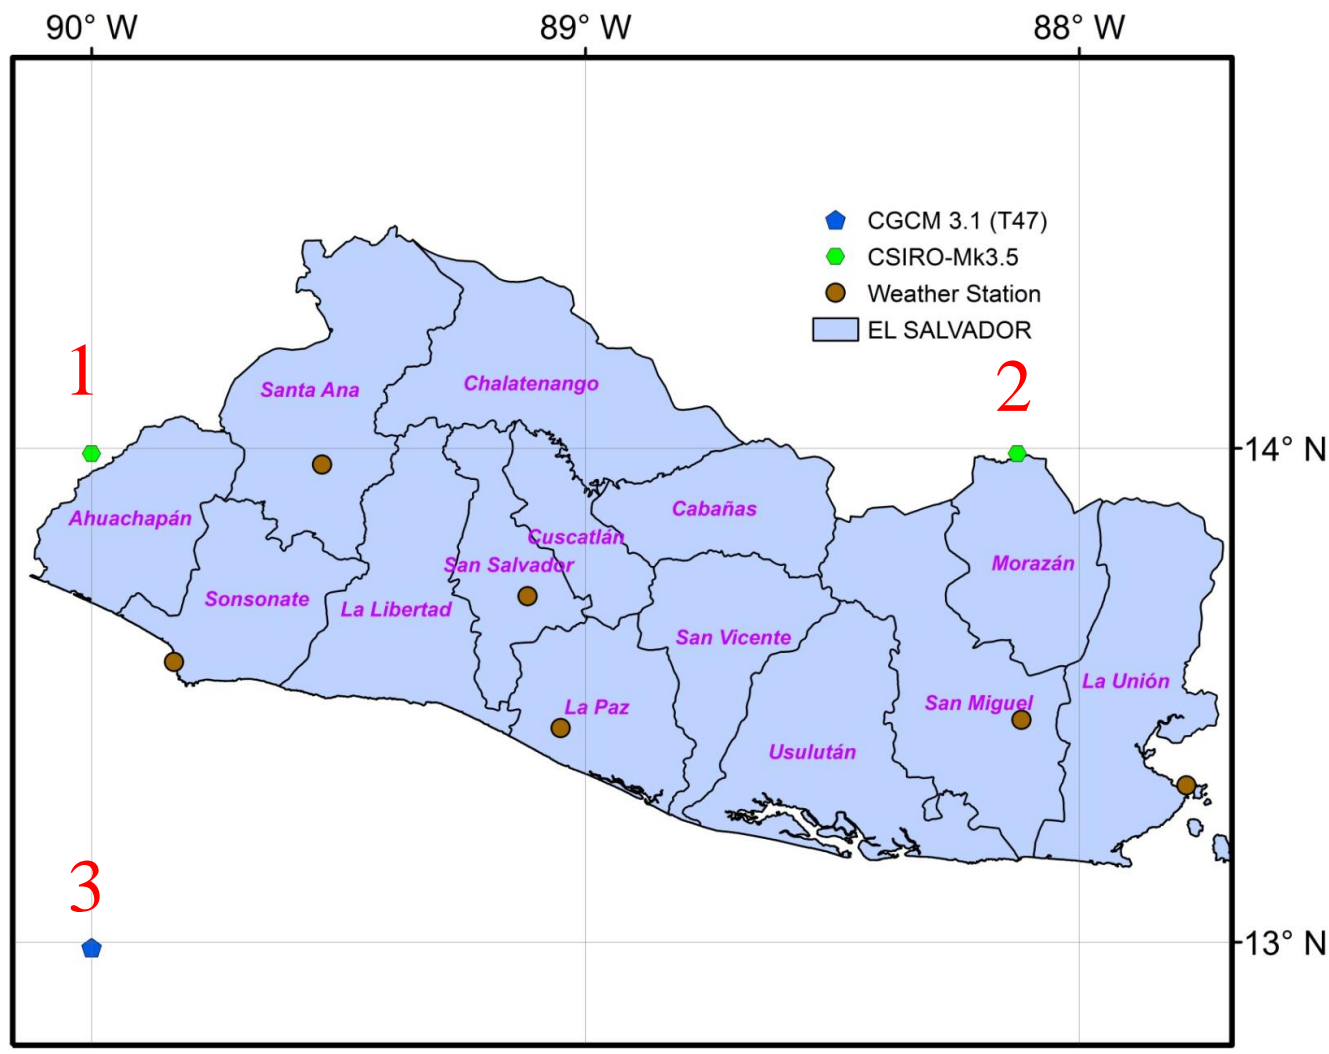 90° W
89° W
88° W
CGCM 3.1 (T47)
CSIRO-Mk3.5
Weather Station
EL SALVADOR
1
2
Santa Ana
Chalatenango
14° N
Cabañas
Ahuachapán
Cuscatlán
San Salvador
Morazán
Sonsonate
La Libertad
San Vicente
La Unión
San Miguel
La Paz
Usulután
3
13° N